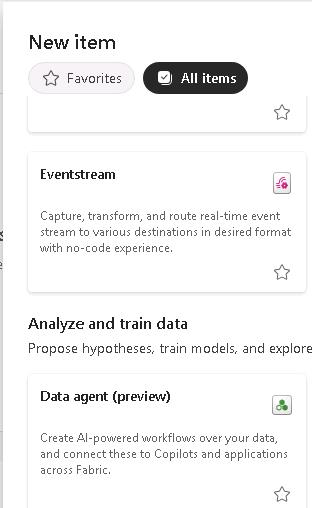 New item
Favorites
All items
Eventstream
Capture, transform, and route real-time event
stream to various destinations in desired format
with no-code experience.
Analyze and train data
Propose hypotheses, train models, and explore
Data agent (preview)
Create AI-powered workflows over your data,
and connect these to Copilots and applications
across Fabric.